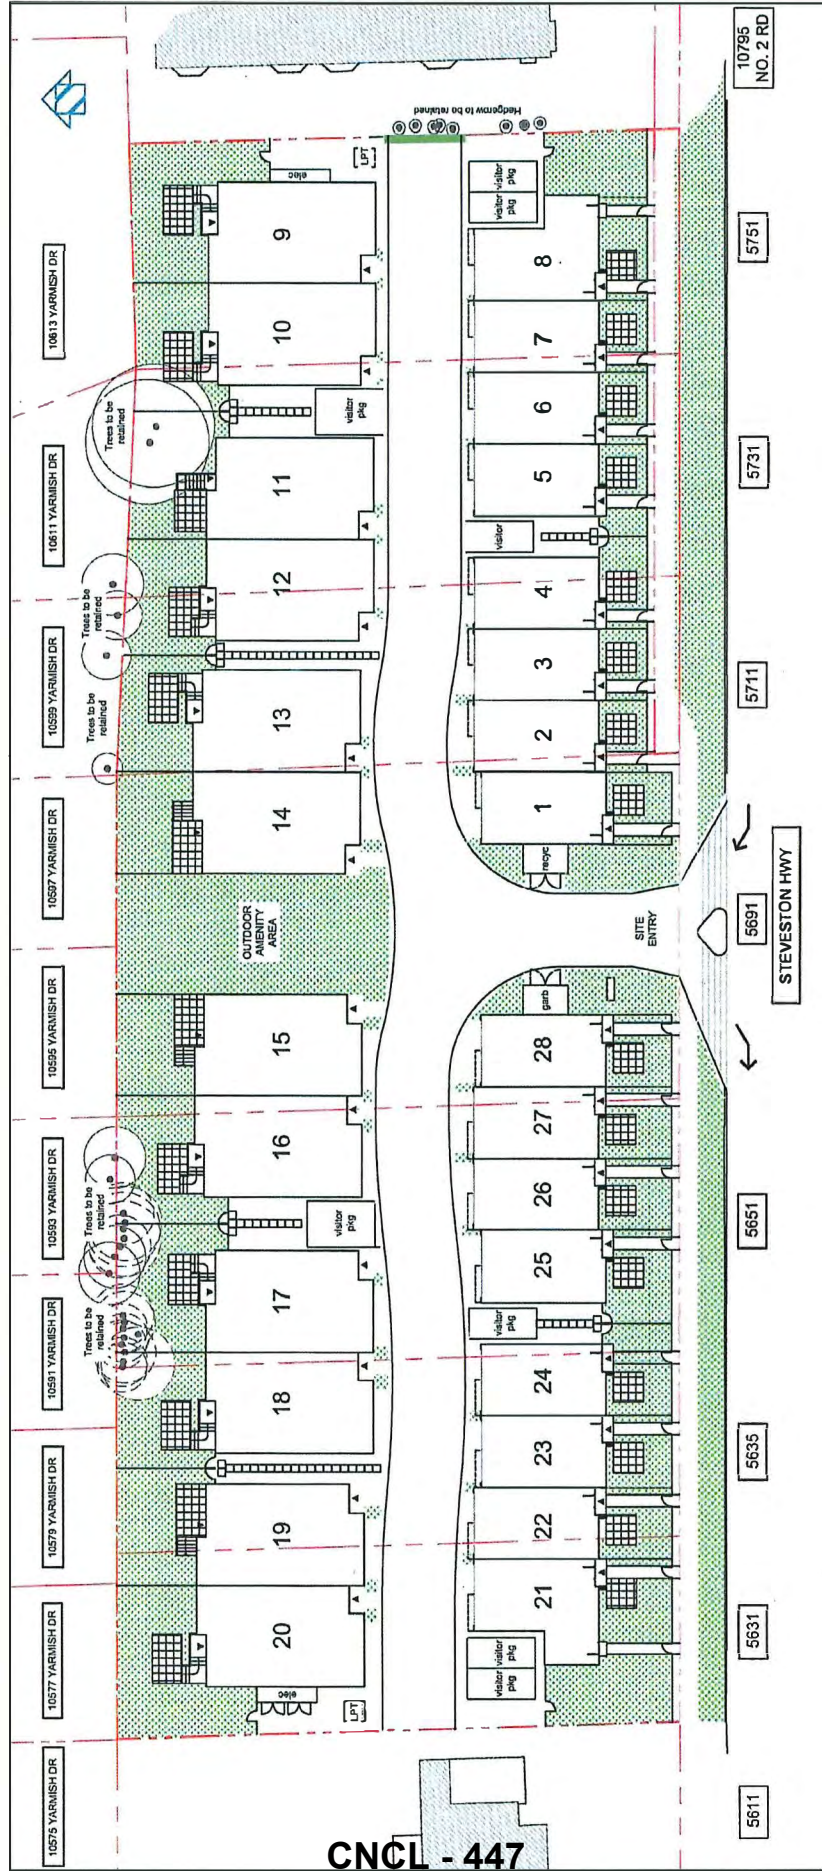 10575 YARMISH DR
10577 YARMISH DR
10579 YARMISH DR
10591 YARMISH DR
10593 YARMISH DR
10595 YARMISH DR
10597 YARMISH DR
10599 YARMISH DR
10611 YARMISH DR
10613 YARMISH DR
Trees to be
retained
Trees to be
retained
Trees to be
retained
Trees to be
retained
Trees to be
retained
20
19
18
17
16
15
14
13
12
11
10
9
elec
LPT
visitor
pkg
OUTDOOR
AMENITY
AREA
visitor
pkg
elec
LPT
Hedgerow to be retained
visitor
pkg
visitor
pkg
21
22
23
24
visitor
pkg
25
26
27
28
garb
SITE
ENTRY
recyc
1
2
3
4
visitor
5
6
7
8
visitor
pkg
visitor
pkg
5611
5631
5635
5651
5691
5711
5731
5751
10795
NO. 2 RD
STEVESTON HWY
CNCL - 447